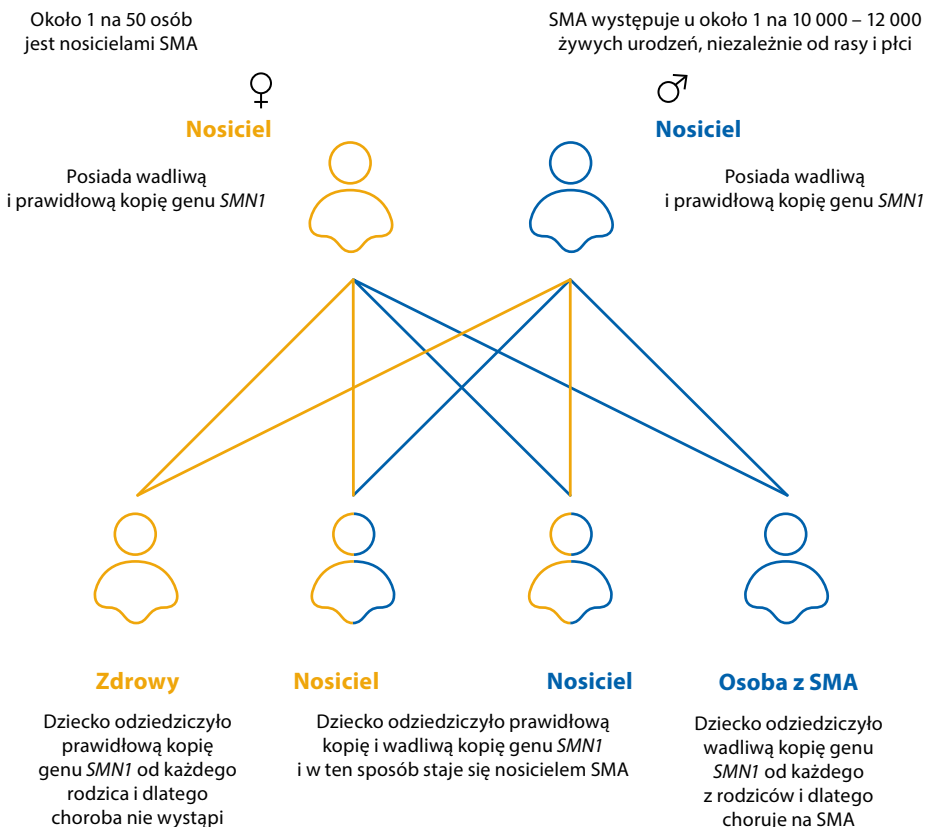 Około 1 na 50 osób
jest nosicielami SMA
SMA występuje u około 1 na 10 000 – 12 000
żywych urodzeń, niezależnie od rasy i płci
Nosiciel
Posiada wadliwą
i prawidłową kopię genu SMN1
Nosiciel
Posiada wadliwą
i prawidłową kopię genu SMN1
Zdrowy
Dziecko odziedziczyło
prawidłową kopię
genu SMN1 od każdego
rodzica i dlatego
choroba nie wystąpi
Nosiciel
Nosiciel
Dziecko odziedziczyło prawidłową
kopię i wadliwą kopię genu SMN1
i w ten sposób staje się nosicielem SMA
Osoba z SMA
Dziecko odziedziczyło
wadliwą kopię genu
SMN1 od każdego
z rodziców i dlatego
choruje na SMA